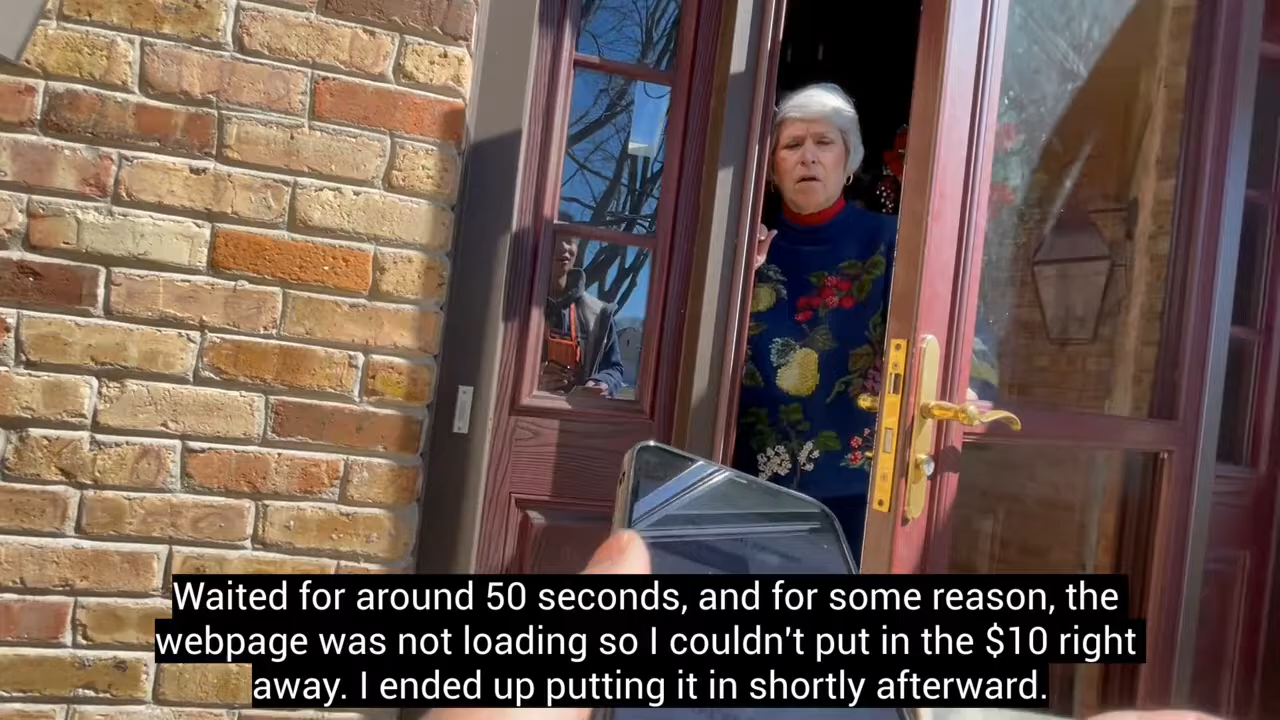 Waited for around 50 seconds, and for some reason, the
webpage was not loading so I couldn't put in the $10 right
away. I ended up putting it in shortly afterward.